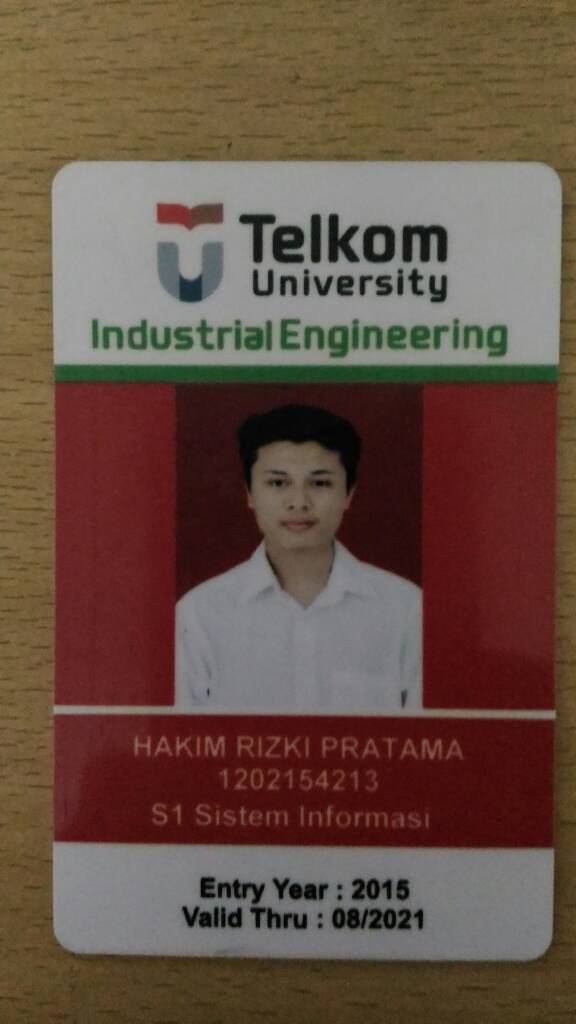 Telkom
University
Industrial Engineering
HAKIM RIZKI PRATAMA
1202154213
S1 Sistem Informasi
Entry Year : 2015
Valid Thru : 08/2021